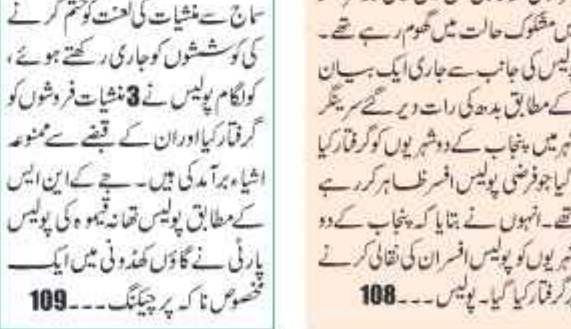 سماج سے منشیات کی لعنت کو ختم کرنے
کی کوششوں کو جاری رکھتے ہوئے،
کولگام پولیس نے 3 منشیات فروشوں کو
گرفتار کیا اور ان کے قبضے سے ممنوعہ
اشیاء برآمد کی ہیں۔ جے کے این ایس
کے مطابق پولیس تھانہ قیموہ کی پولیس
پارٹی نے گاؤں کھڈونی میں ایک
مخصوص ناکہ پر چیکنگ۔۔۔109
مشکوک حالت میں گھوم رہے تھے۔
پولیس کی جانب سے جاری ایک بیان
کے مطابق بدھ کی رات دیر گئے سرینگر
شہر میں پنجاب کے دو شہریوں کو گرفتار کیا
گیا جو فرضی پولیس افسر ظاہر کر رہے
تھے۔ انہوں نے بتایا کہ پنجاب کے دو
شہریوں کو پولیس افسران کی نقالی کرنے
گرفتار کیا گیا۔ پولیس۔۔۔108